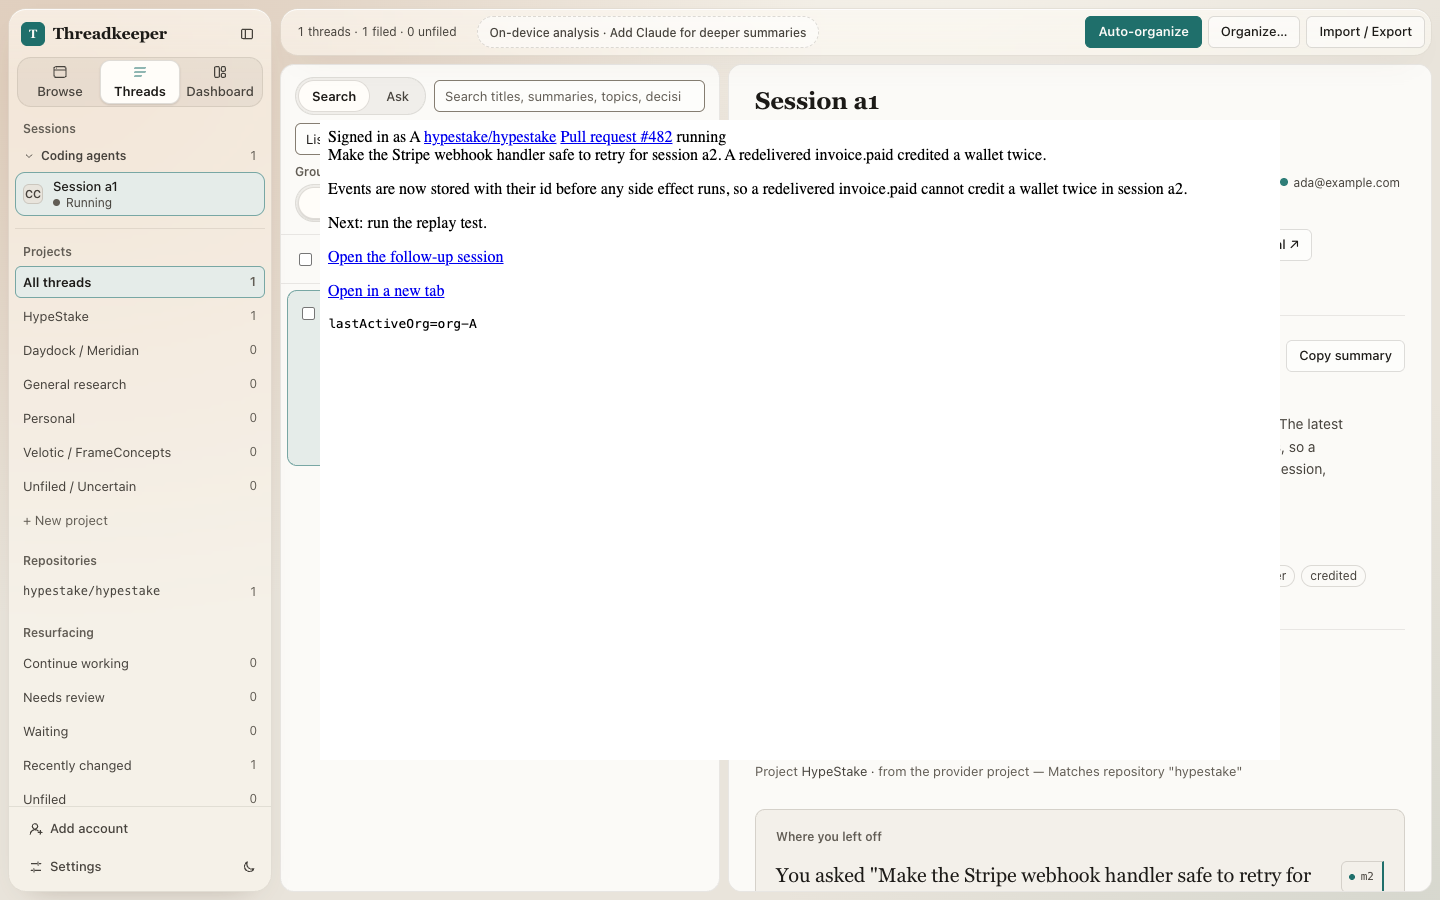 T Threadkeeper
Browse Threads Dashboard
Sessions
Coding agents 1
CC Session a1
Running
Projects
All threads 1
HypeStake 1
Daydock / Meridian 0
General research 0
Personal 0
Velotic / FrameConcepts 0
Unfiled / Uncertain 0
+ New project
Repositories
hypestake/hypestake 1
Resurfacing
Continue working 0
Needs review 0
Waiting 0
Recently changed 1
Unfiled 0
Add account
Settings
1 threads · 1 filed · 0 unfiled
On-device analysis · Add Claude for deeper summaries
Auto-organize Organize... Import / Export
Search Ask Search titles, summaries, topics, decisi
Lis
Grou
Signed in as A hypestake/hypestake Pull request #482 running
Make the Stripe webhook handler safe to retry for session a2. A redelivered invoice.paid credited a wallet twice.
Events are now stored with their id before any side effect runs, so a redelivered invoice.paid cannot credit a wallet twice in session a2.
Next: run the replay test.
Open the follow-up session
Open in a new tab
lastActiveOrg=org-A
Session a1
ada@example.com
al ↗
Copy summary
The latest
, so a
ession,
er credited
Project HypeStake · from the provider project — Matches repository "hypestake"
Where you left off
You asked "Make the Stripe webhook handler safe to retry for
m2